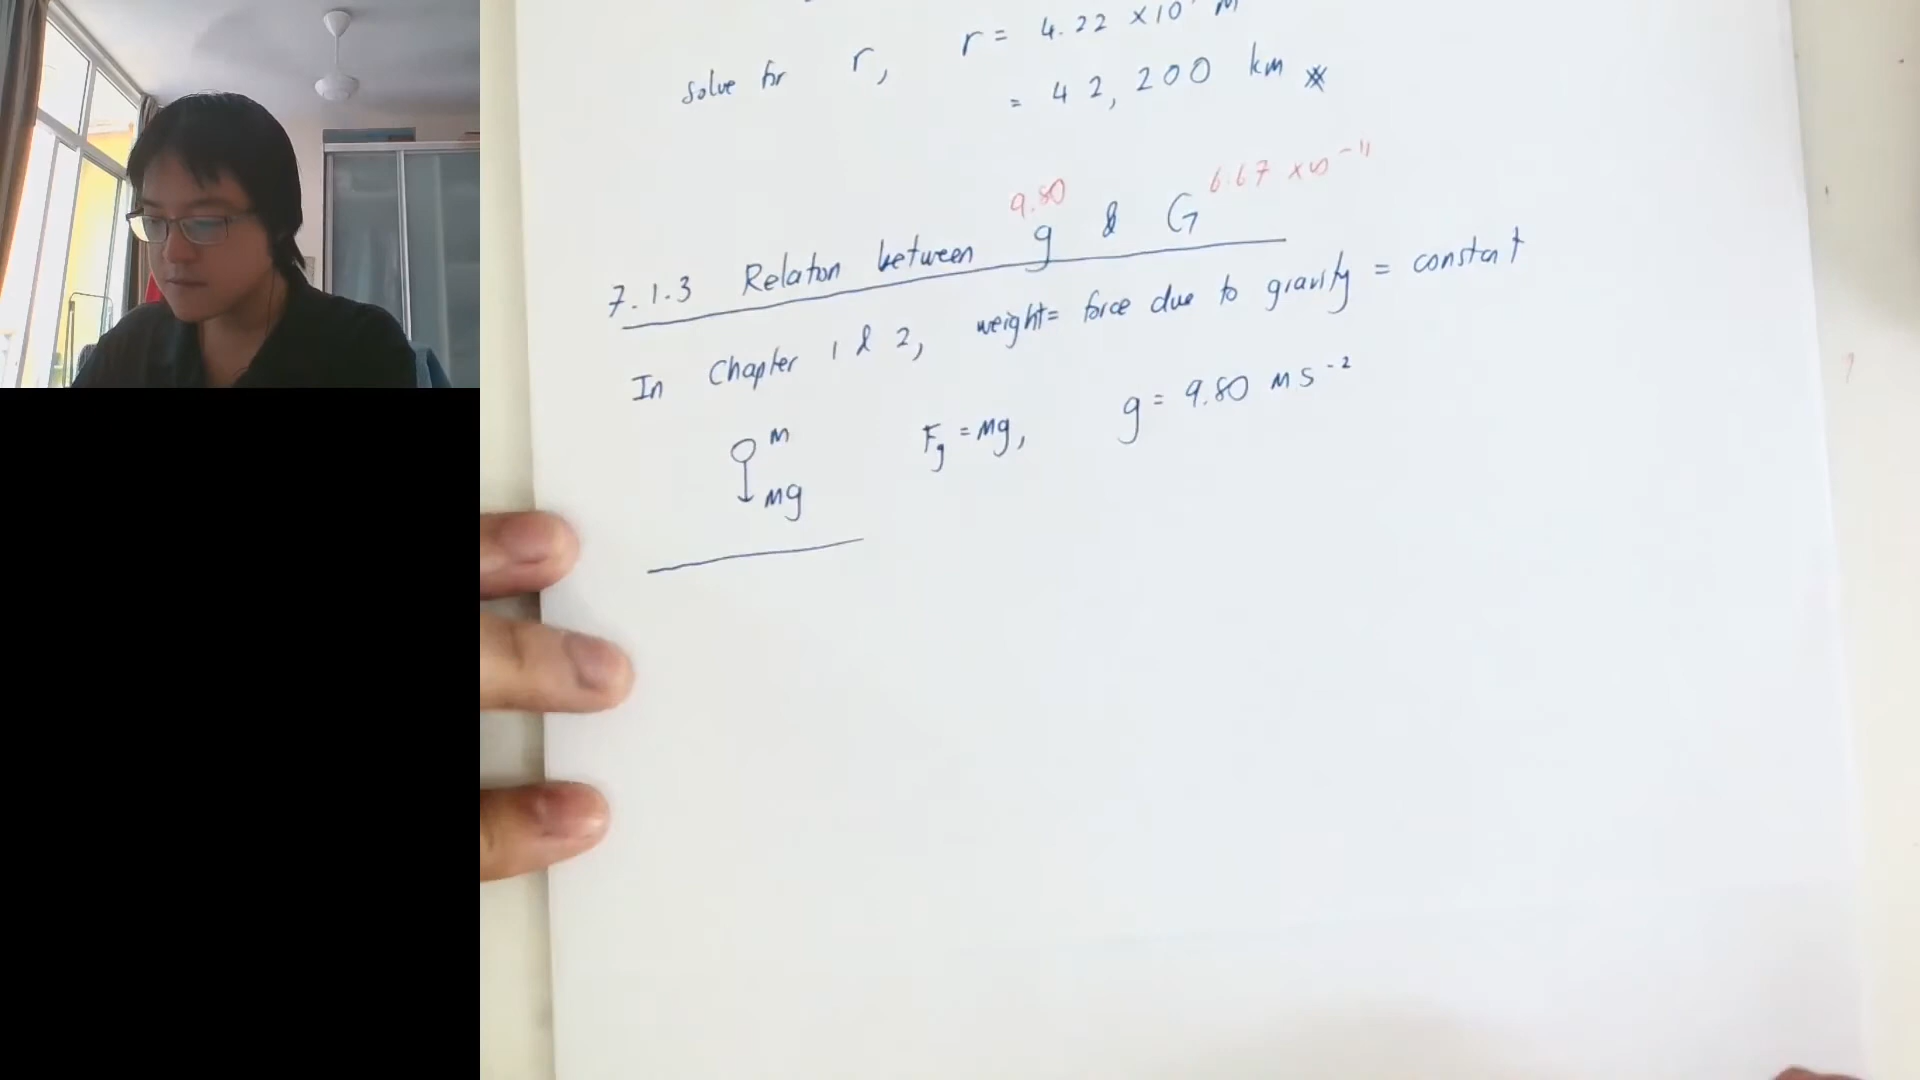 solve for r, r = 4.22 × 10 m
= 42,200 km *
9.80 6.67 × 10⁻¹¹
7.1.3 Relation between g & G
In Chapter 1 & 2, weight = force due to gravity = constant
m
Fg = mg, g = 9.80 ms⁻²
mg